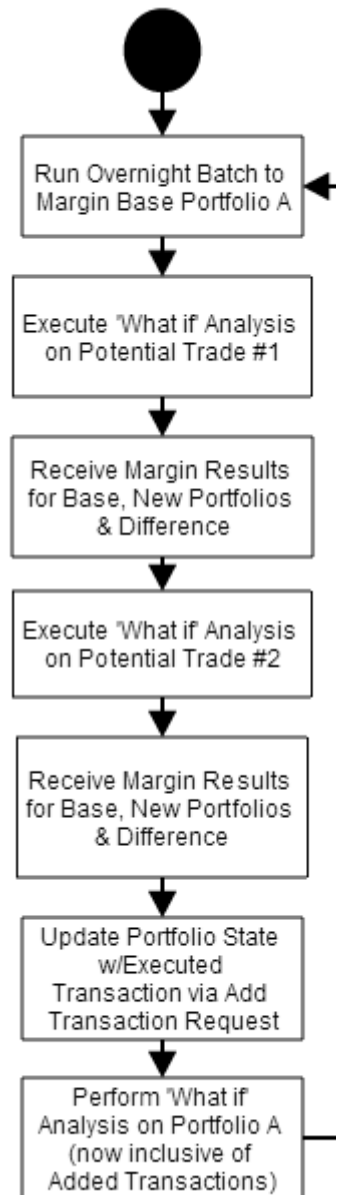 Run Overnight Batch to
Margin Base Portfolio A
Execute 'What if' Analysis
on Potential Trade #1
Receive Margin Results
for Base, New Portfolios
& Difference
Execute 'What if' Analysis
on Potential Trade #2
Receive Margin Results
for Base, New Portfolios
& Difference
Update Portfolio State
w/Executed
Transaction via Add
Transaction Request
Perform 'What if'
Analysis on Portfolio A
(now inclusive of
Added Transactions)